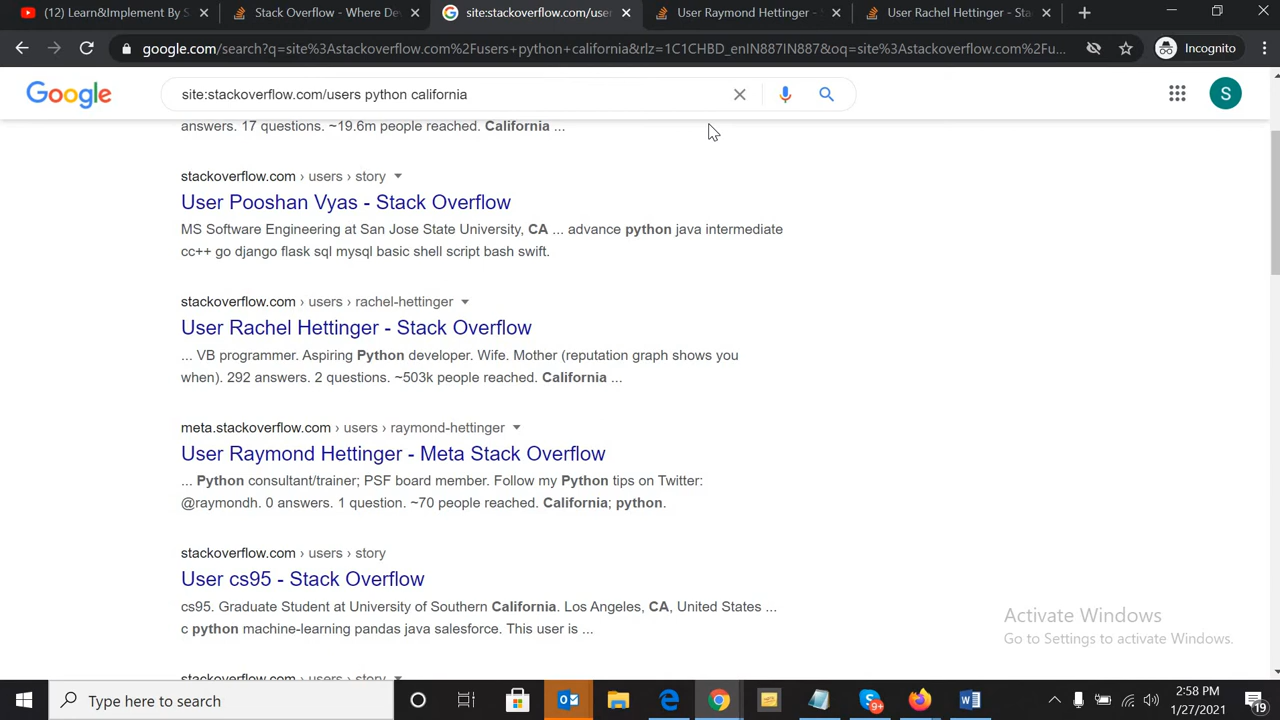 (12) Learn&Implement By S
Stack Overflow - Where De
site:stackoverflow.com/user
User Raymond Hettinger -
User Rachel Hettinger - Sta
google.com/search?q=site%3Astackoverflow.com%2Fusers+python+california&rlz=1C1CHBD_enIN887IN887&oq=site%3Astackoverflow.com%2Fu...
Incognito
Google
site:stackoverflow.com/users python california
S
answers. 17 questions. ~19.6m people reached. California ...
stackoverflow.com › users › story
User Pooshan Vyas - Stack Overflow
MS Software Engineering at San Jose State University, CA ... advance python java intermediate
cc++ go django flask sql mysql basic shell script bash swift.
stackoverflow.com › users › rachel-hettinger
User Rachel Hettinger - Stack Overflow
... VB programmer. Aspiring Python developer. Wife. Mother (reputation graph shows you
when). 292 answers. 2 questions. ~503k people reached. California ...
meta.stackoverflow.com › users › raymond-hettinger
User Raymond Hettinger - Meta Stack Overflow
... Python consultant/trainer; PSF board member. Follow my Python tips on Twitter:
@raymondh. 0 answers. 1 question. ~70 people reached. California; python.
stackoverflow.com › users › story
User cs95 - Stack Overflow
cs95. Graduate Student at University of Southern California. Los Angeles, CA, United States ...
c python machine-learning pandas java salesforce. This user is ...
Activate Windows
Go to Settings to activate Windows.
stackoverflow.com › users › story
Type here to search
9+
2:58 PM
1/27/2021
19